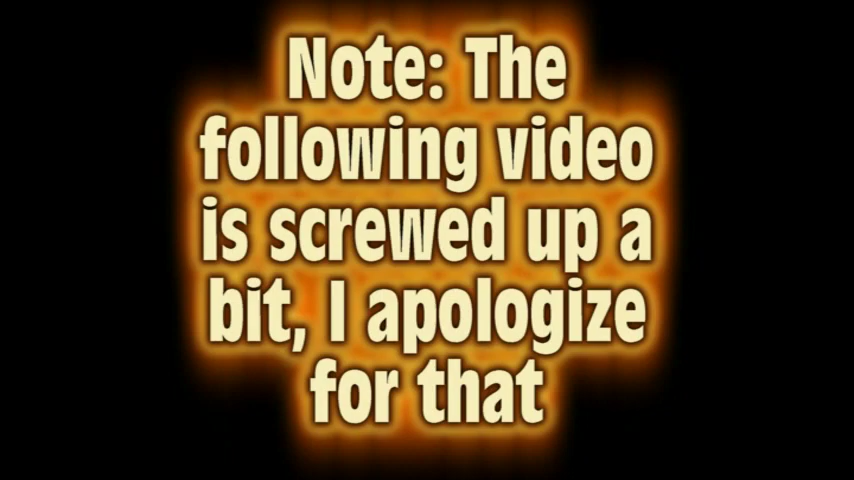 Note: The
following video
is screwed up a
bit, I apologize
for that